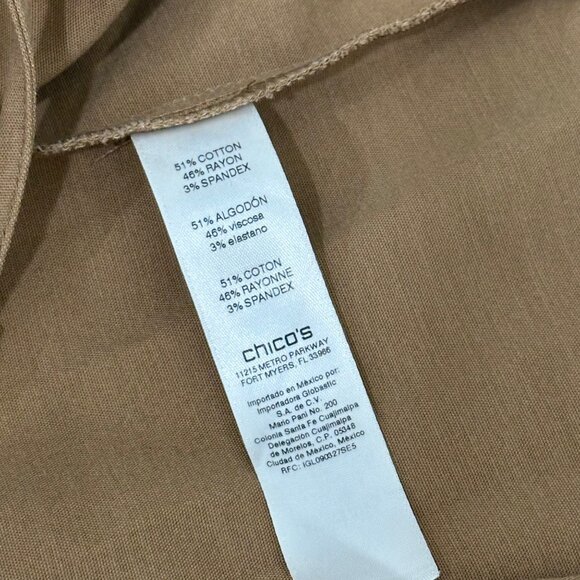 51% COTTON
46% RAYON
3% SPANDEX
51% ALGODÓN
46% viscosa
3% elastano
51% COTON
46% RAYONNE
3% SPANDEX
chico's
11215 METRO PARKWAY
FORT MYERS, FL 33966
Importado en México por:
Importadora Globastic
S.A. de C.V.
Mario Pani No. 200
Colonia Santa Fe Cuajimalpa
Delegación Cuajimalpa
de Morelos, C.P. 05348
Ciudad de México, México
RFC: IGL090327SE5